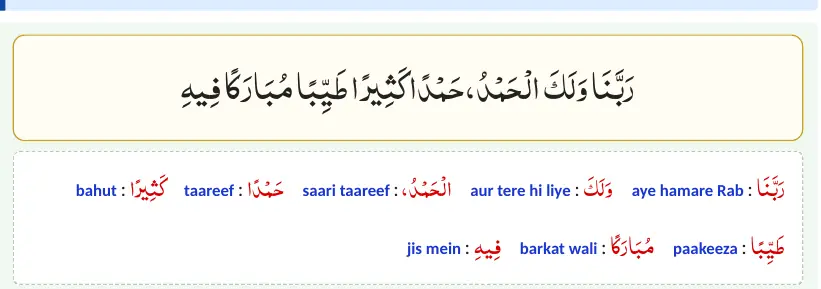 رَبَّنَا وَلَكَ الْحَمْدُ، حَمْدًا كَثِيرًا طَيِّبًا مُبَارَكًا فِيهِ
رَبَّنَا : aye hamare Rab وَلَكَ : aur tere hi liye الْحَمْدُ، : saari taareef حَمْدًا : taareef كَثِيرًا : bahut
طَيِّبًا : paakeeza مُبَارَكًا : barkat wali فِيهِ : jis mein